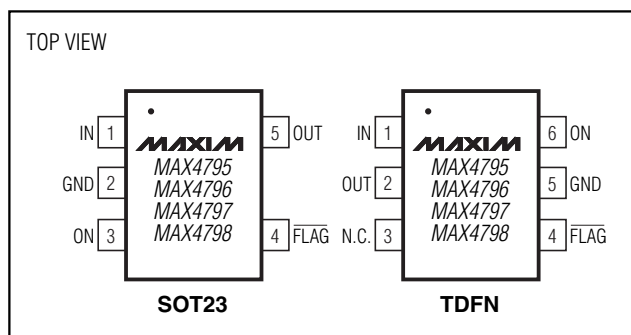 TOP VIEW
IN 1
5 OUT
MAXIM
MAX4795
GND 2
MAX4796
MAX4797
ON 3
MAX4798
4 FLAG
SOT23
IN 1
6 ON
MAXIM
MAX4795
OUT 2
5 GND
MAX4796
MAX4797
N.C. 3
MAX4798
4 FLAG
TDFN